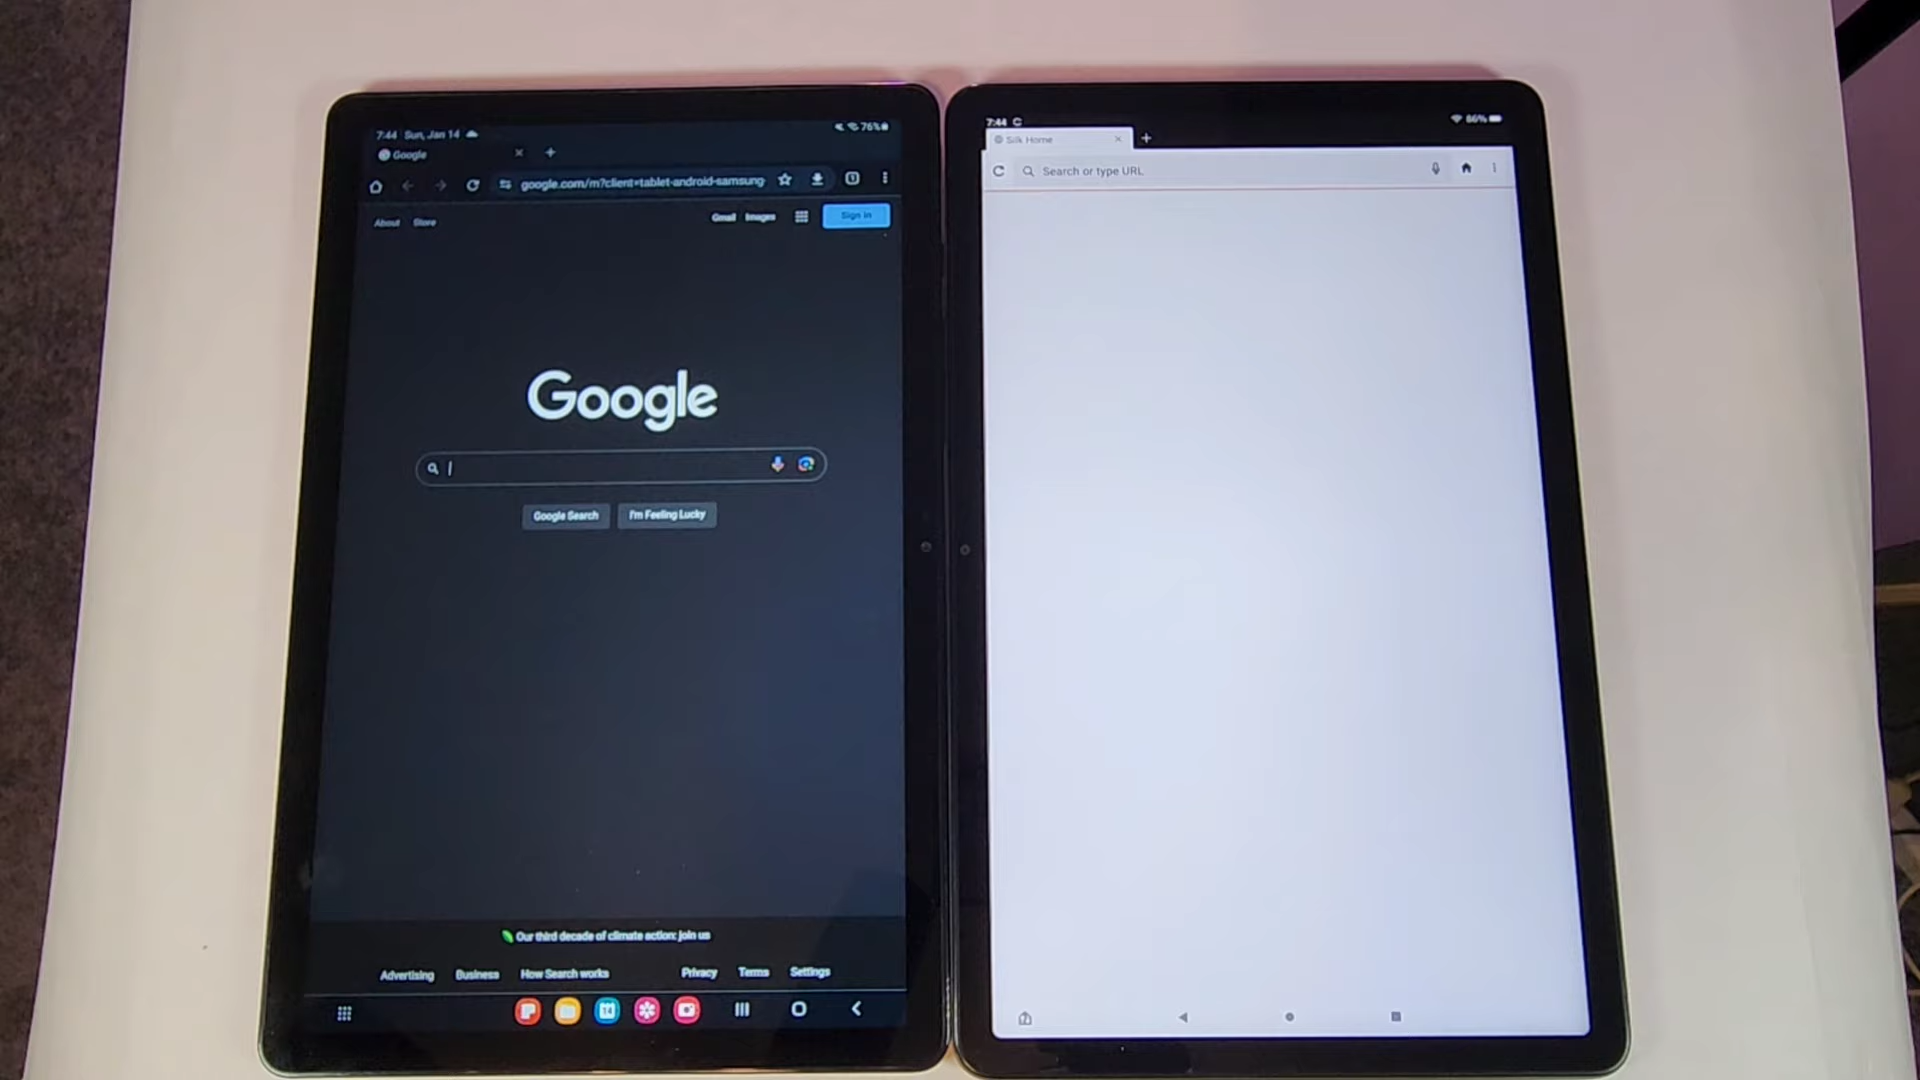 7:44 Sun, Jan 14
76%
Google
google.com/m?client=tablet-android-samsung-
About Store
Gmail Images
Sign in
Google
Google Search
I'm Feeling Lucky
Our third decade of climate action: join us
Advertising Business How Search works
Privacy Terms Settings
14
7:44
86%
Silk Home
Search or type URL